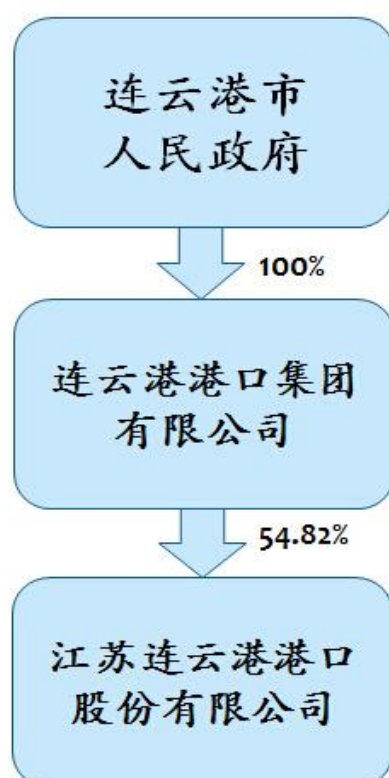 连云港市
人民政府
100%
连云港港口集团
有限公司
54.82%
江苏连云港港口
股份有限公司